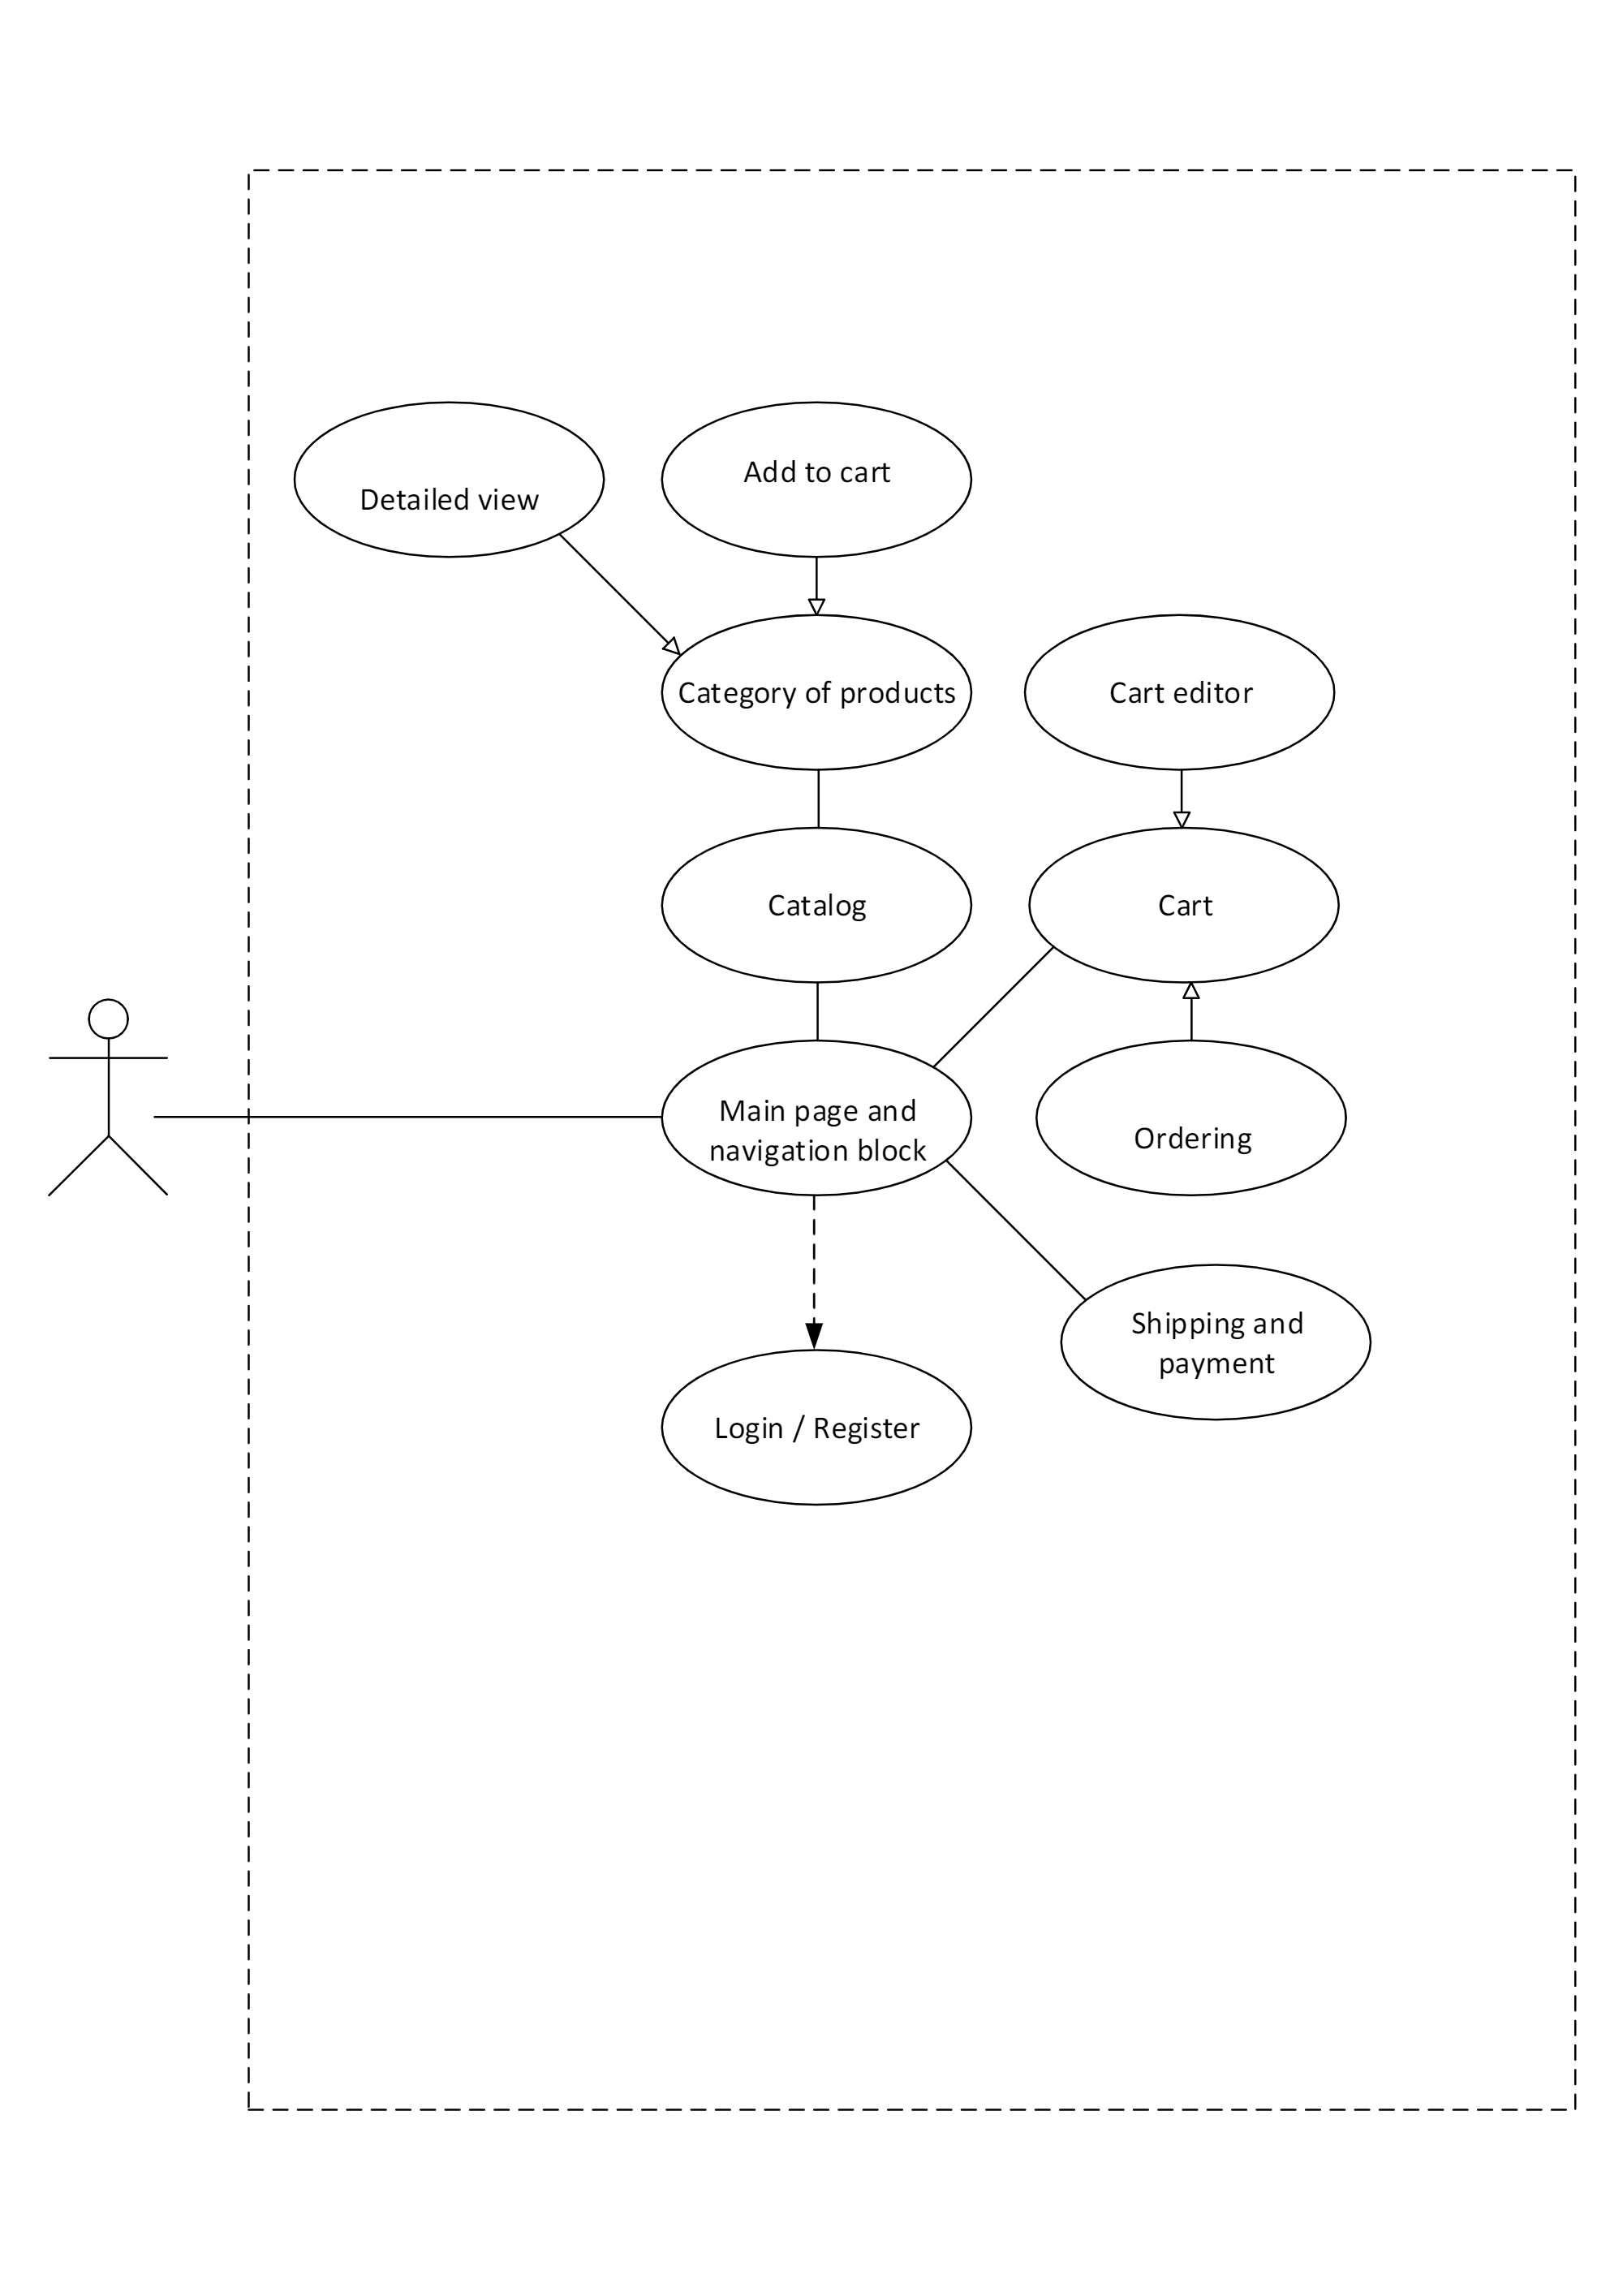 Detailed view
Add to cart
Category of products
Cart editor
Catalog
Cart
Main page and
navigation block
Ordering
Shipping and
payment
Login / Register